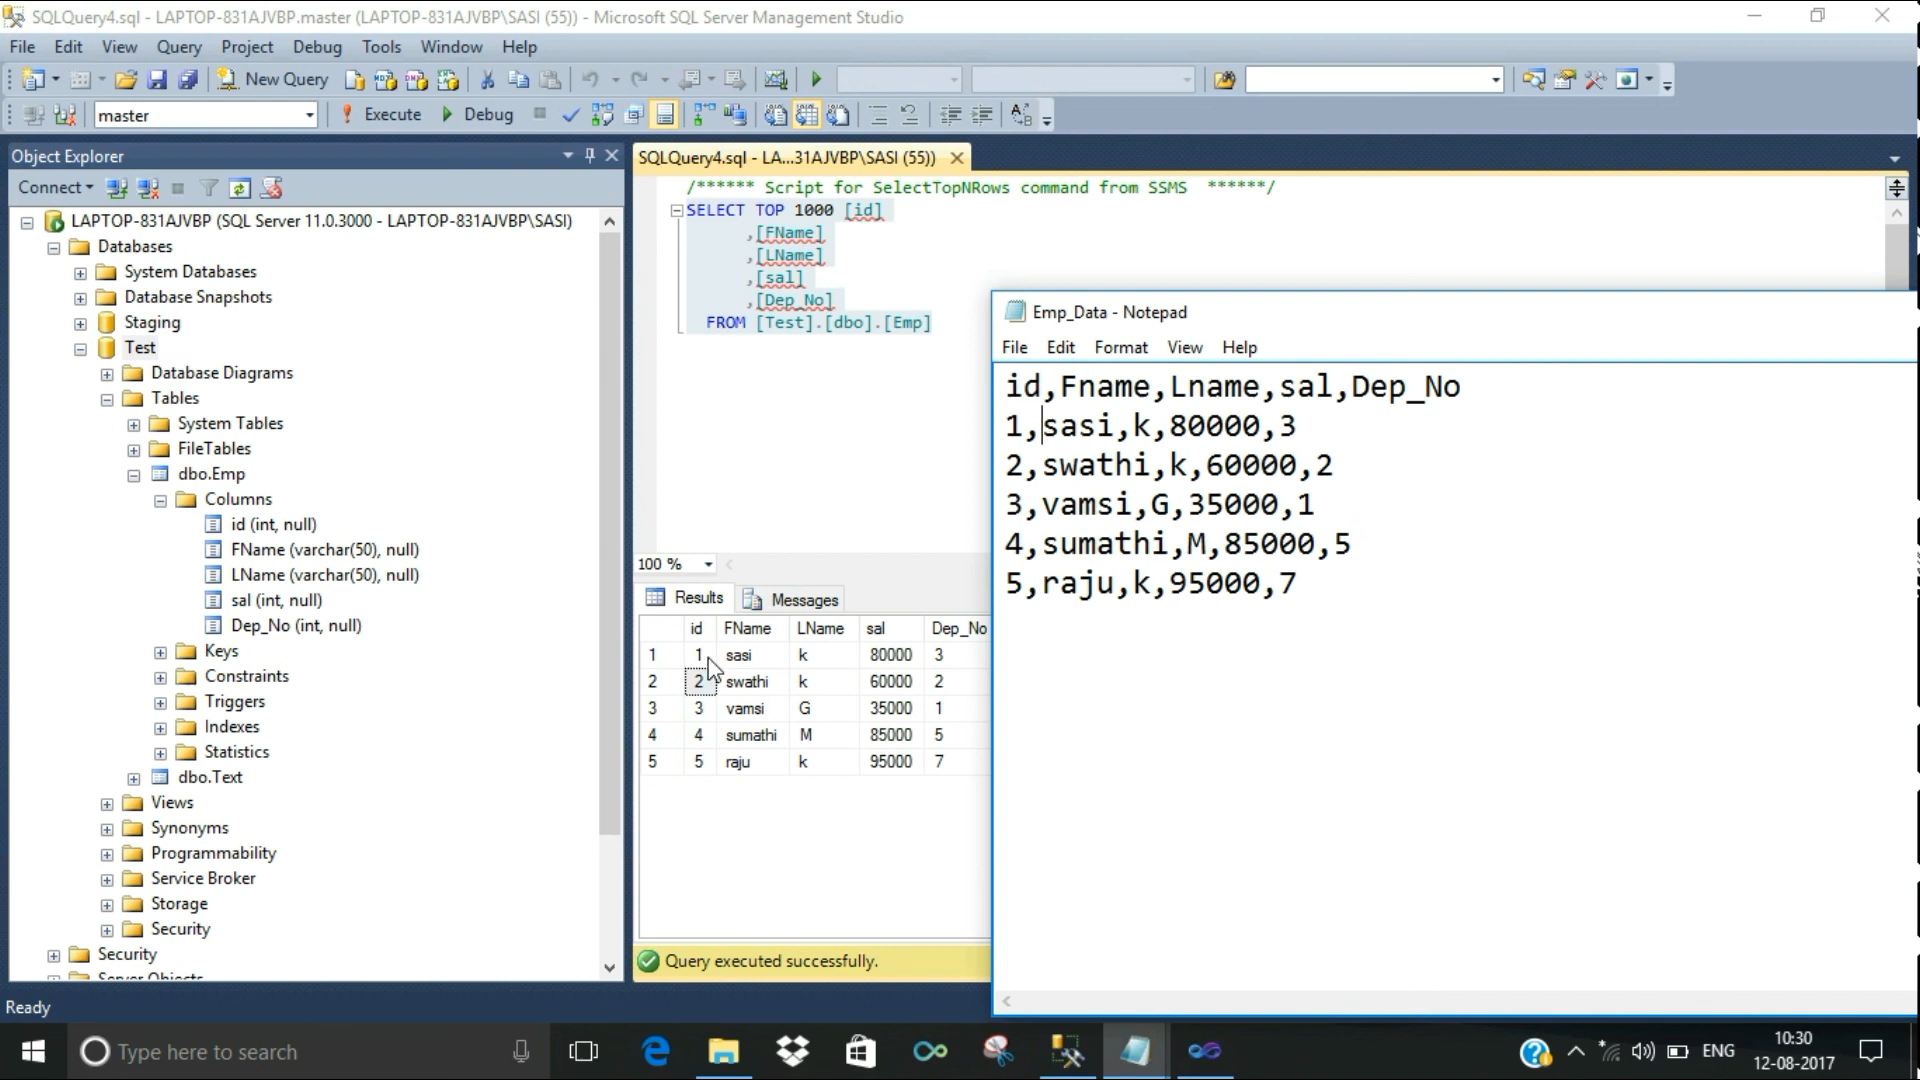 SQLQuery4.sql - LAPTOP-831AJVBP.master (LAPTOP-831AJVBP\SASI (55)) - Microsoft SQL Server Management Studio
File Edit View Query Project Debug Tools Window Help
New Query
master Execute Debug
Object Explorer
Connect
LAPTOP-831AJVBP (SQL Server 11.0.3000 - LAPTOP-831AJVBP\SASI)
Databases
System Databases
Database Snapshots
Staging
Test
Database Diagrams
Tables
System Tables
FileTables
dbo.Emp
Columns
id (int, null)
FName (varchar(50), null)
LName (varchar(50), null)
sal (int, null)
Dep_No (int, null)
Keys
Constraints
Triggers
Indexes
Statistics
dbo.Text
Views
Synonyms
Programmability
Service Broker
Storage
Security
Security
Server Objects
SQLQuery4.sql - LA...31AJVBP\SASI (55))
/****** Script for SelectTopNRows command from SSMS ******/
SELECT TOP 1000 [id]
,[FName]
,[LName]
,[sal]
,[Dep_No]
FROM [Test].[dbo].[Emp]
100 %
Results Messages
id FName LName sal Dep_No
1 1 sasi k 80000 3
2 2 swathi k 60000 2
3 3 vamsi G 35000 1
4 4 sumathi M 85000 5
5 5 raju k 95000 7
Query executed successfully.
Emp_Data - Notepad
File Edit Format View Help
id,Fname,Lname,sal,Dep_No
1,sasi,k,80000,3
2,swathi,k,60000,2
3,vamsi,G,35000,1
4,sumathi,M,85000,5
5,raju,k,95000,7
Ready
Type here to search
ENG
10:30
12-08-2017